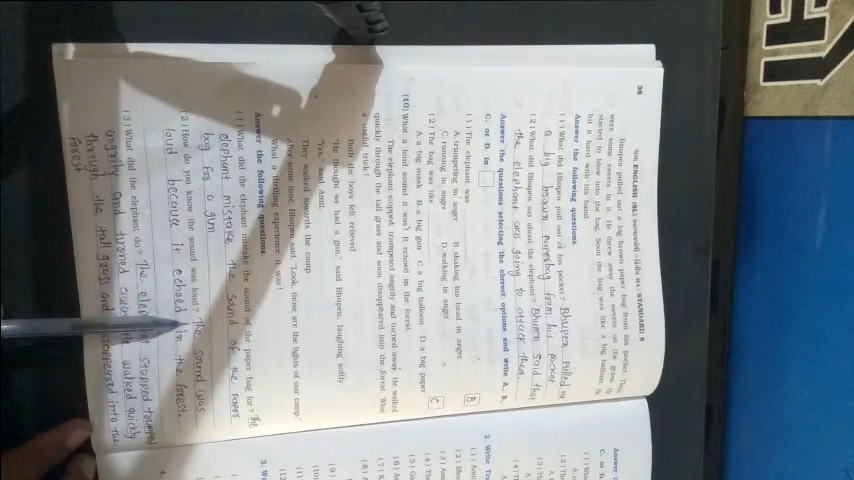 38
ENGLISH (SL) : STANDARD 8
Bhupen pulled out a big brown paper bag from his pocket. There
were some sweets in it. He threw away the sweets on the grass. He
started to blow into the bag. Soon the bag was like a big balloon. He
hit it hard with his hand.
Answer the following questions.
(1) What did Bhupen pull out of his pocket? Bhupen pulled
a big brown paperbag from his pocket
(2) What did Bhupen say about the elephant? Bhupen said that
the elephant was going to attack them.
Answer the questions selecting the correct options and write A, B,
C, or D in
(1) The elephant was B
A. trumpeting in anger B shaking his head in anger
C. running in anger D walking in anger
(2) The bag was like C
A. a big mask B. a big gun C a big balloon D a big paper
(10) What a loud sound it was! It echoed in the forest.
The elephant stopped, trumpeted angrily and turned away. He walked
quickly through the tall grass and soon disappeared into the forest. What
a useful trick!
Both the boys felt relieved.
"He thought we had a gun," said Bhupen, laughing softly
"Yes," said Amit.
They walked towards the camp
After some time, Bhupen said, "Look, those are the lights of our camp."
What a thrilling experience it was!
Answer the following questions.
(1) What did the elephant mistake the sound of the paper bag for? The
elephant mistake the sound of the paper
bag for a gun
(2) How do you know the sound was loud? The sound was
loud because it echoed in the forest.
(3) What did the elephant do? The stopped
angrily and turned walked quickly
through the tall grass and into the
forest
Answer
C. or D.
2. Write
3.
4.